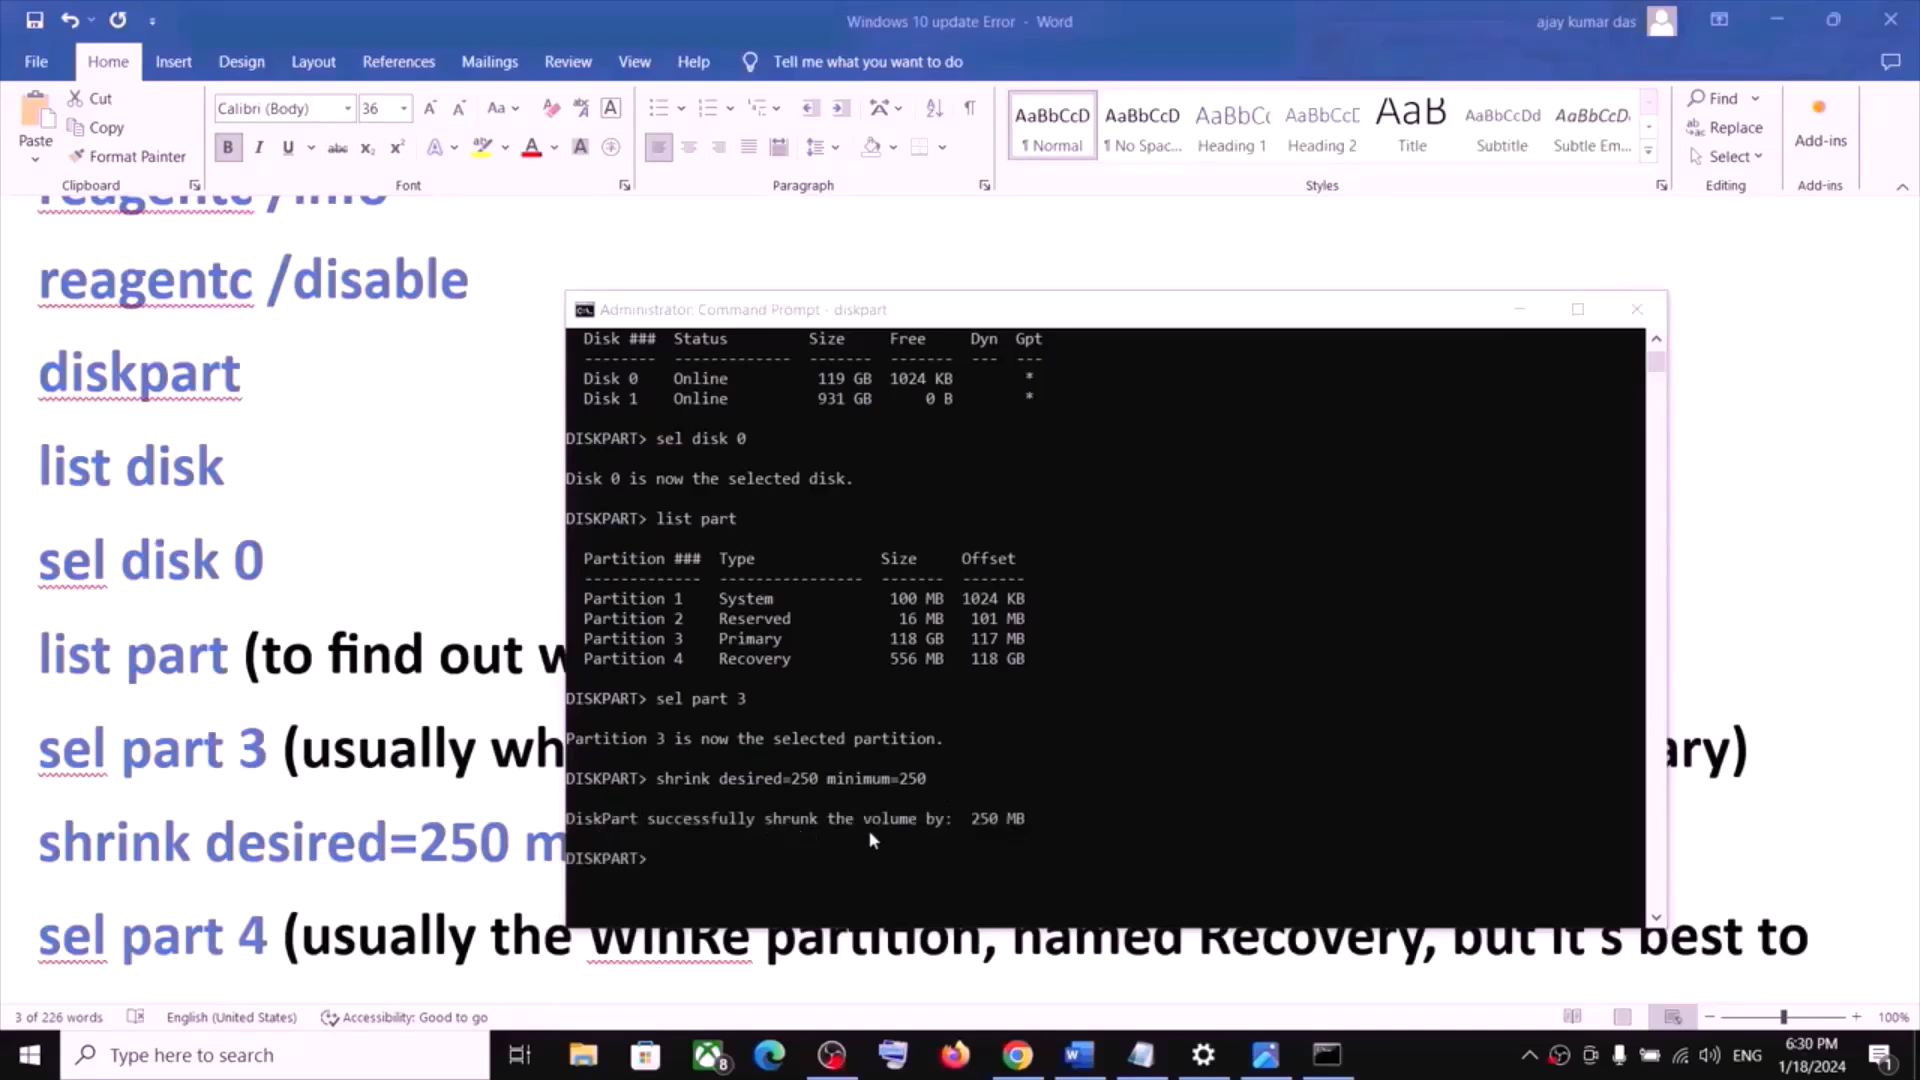 Windows 10 update Error - Word
ajay kumar das
File Home Insert Design Layout References Mailings Review View Help Tell me what you want to do
Paste
Cut
Copy
Format Painter
Clipboard
Calibri (Body) 36
Font
Paragraph
AaBbCcD AaBbCcD AaBbC AaBbCc AaB AaBbCcDd AaBbCcD
¶ Normal ¶ No Spac... Heading 1 Heading 2 Title Subtitle Subtle Em...
Styles
Find
Replace
Select
Editing
Add-ins
Add-ins
reagentc /info
reagentc /disable
diskpart
list disk
sel disk 0
list part (to find out w
sel part 3 (usually wh
ary)
shrink desired=250 m
sel part 4 (usually the WinRe partition, named Recovery, but it's best to
Administrator: Command Prompt - diskpart
Disk ### Status Size Free Dyn Gpt
-------- ------------- ------- ------- --- ---
Disk 0 Online 119 GB 1024 KB *
Disk 1 Online 931 GB 0 B *
DISKPART> sel disk 0
Disk 0 is now the selected disk.
DISKPART> list part
Partition ### Type Size Offset
------------- ---------------- ------- -------
Partition 1 System 100 MB 1024 KB
Partition 2 Reserved 16 MB 101 MB
Partition 3 Primary 118 GB 117 MB
Partition 4 Recovery 556 MB 118 GB
DISKPART> sel part 3
Partition 3 is now the selected partition.
DISKPART> shrink desired=250 minimum=250
DiskPart successfully shrunk the volume by: 250 MB
DISKPART>
3 of 226 words English (United States) Accessibility: Good to go
100%
Type here to search
8
ENG
6:30 PM
1/18/2024
1